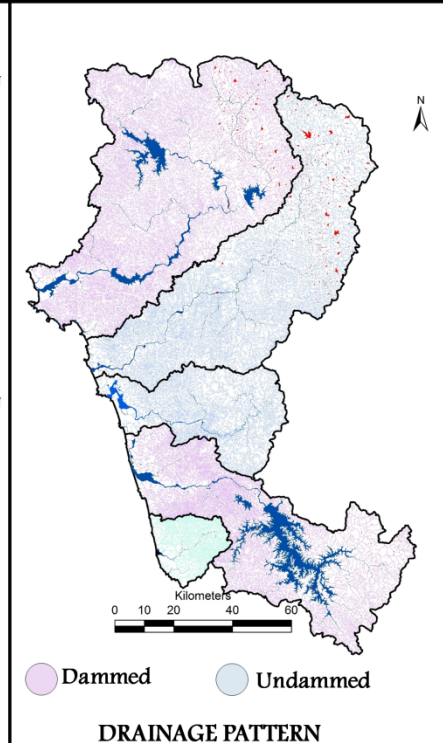 N
Kilometers
0 10 20 40 60
Dammed Undammed
DRAINAGE PATTERN